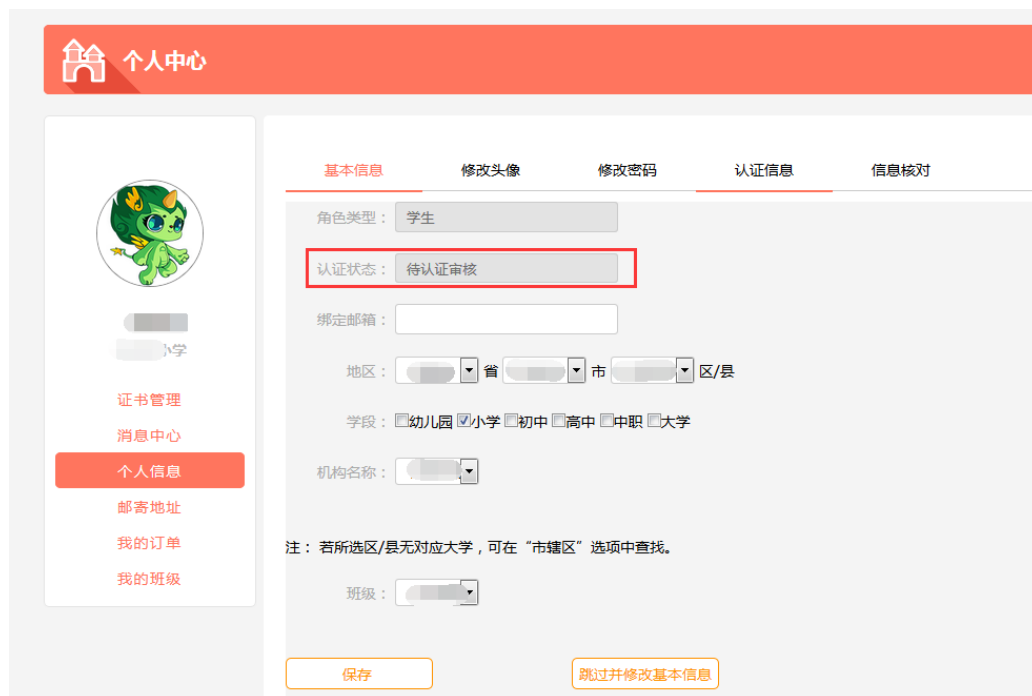 个人中心
基本信息 修改头像 修改密码 认证信息 信息核对
角色类型： 学生
认证状态： 待认证审核
绑定邮箱：
地区： 省 市 区/县
学段： 幼儿园 小学 初中 高中 中职 大学
机构名称：
注： 若所选区/县无对应大学，可在“市辖区”选项中查找。
班级：
保存 跳过并修改基本信息
小学
证书管理
消息中心
个人信息
邮寄地址
我的订单
我的班级